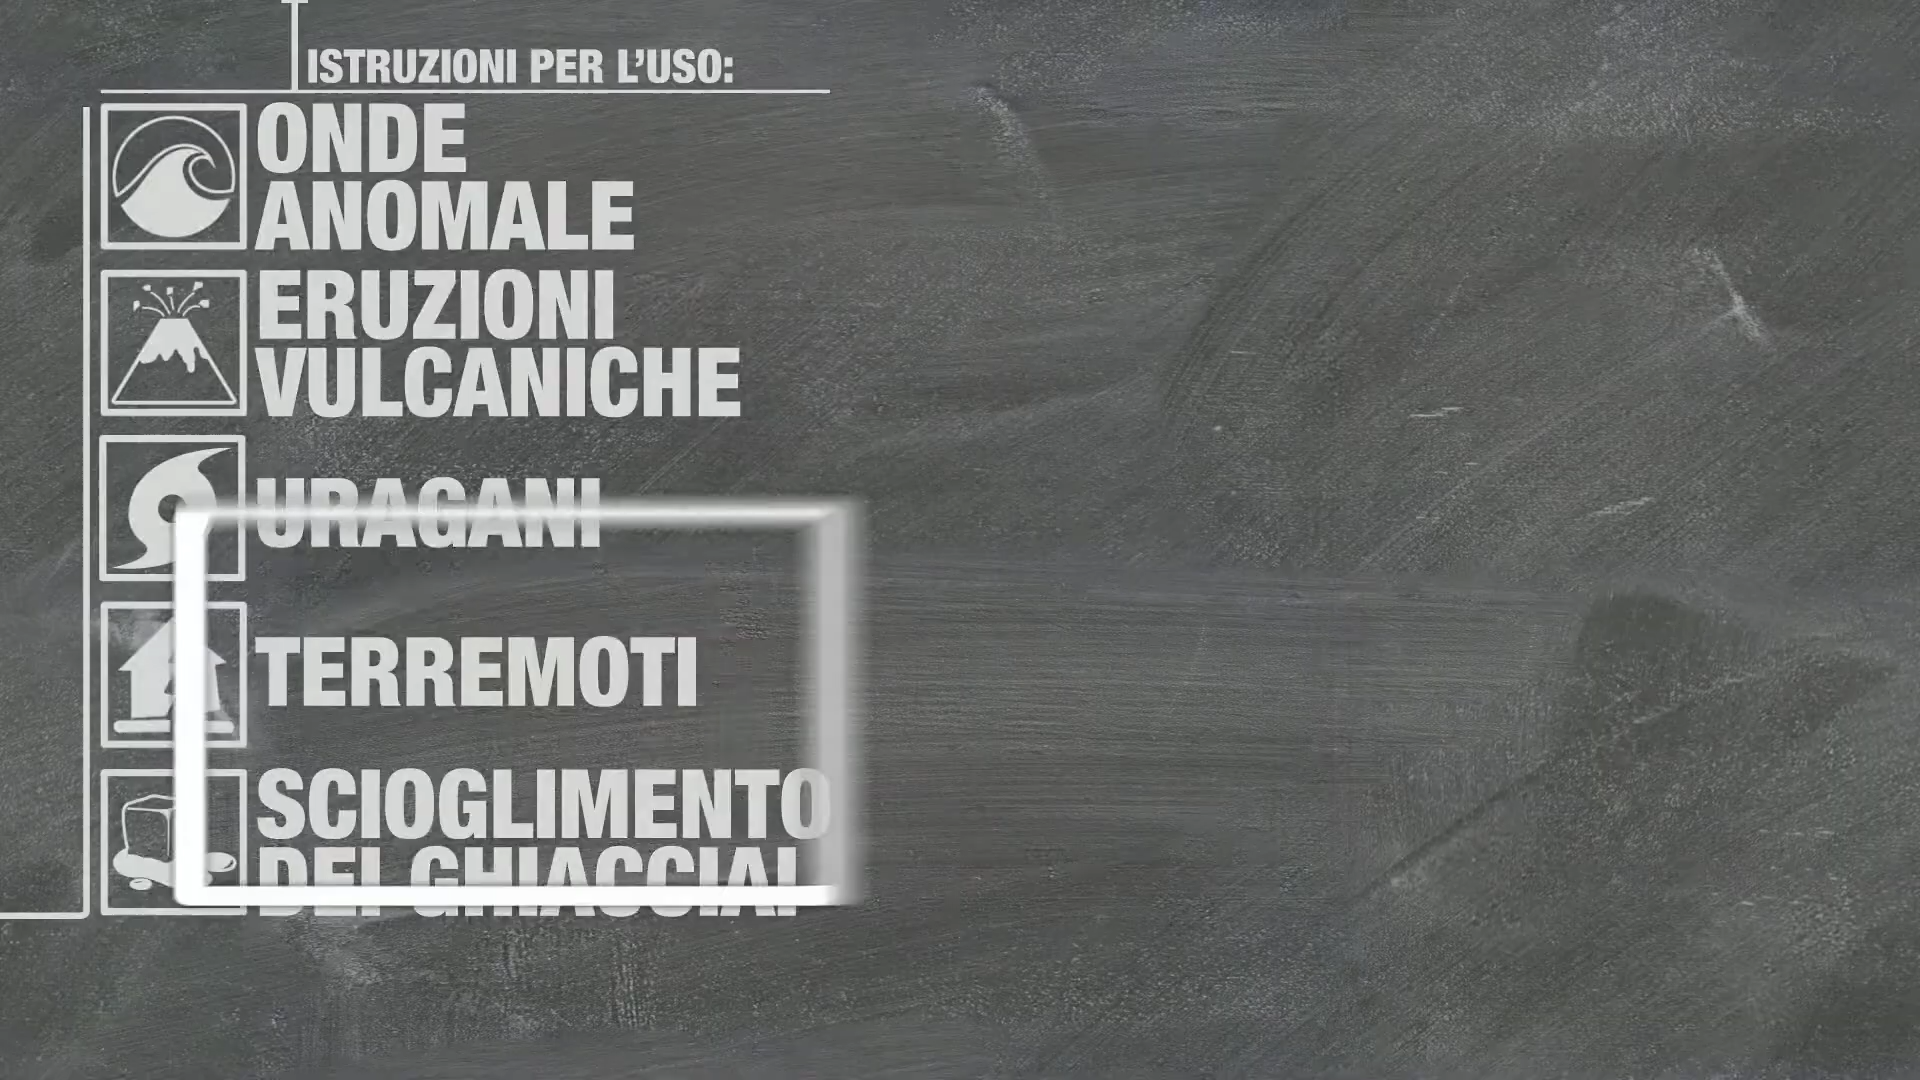 ISTRUZIONI PER L'USO:
ONDE
ANOMALE
ERUZIONI
VULCANICHE
URAGANI
TERREMOTI
SCIOGLIMENTO
DEI GHIACCIAI